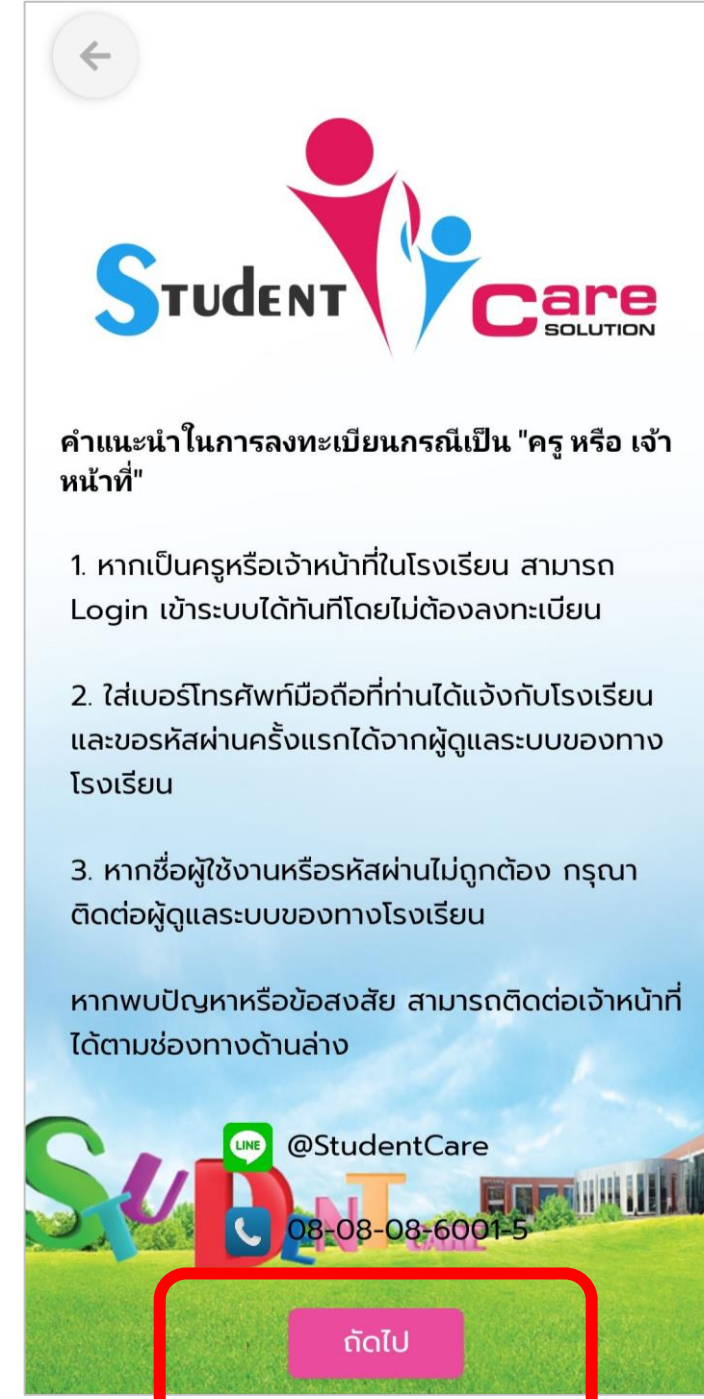 STUDENT Care
SOLUTION
คำแนะนำในการลงทะเบียนกรณีเป็น "ครู หรือ เจ้า
หน้าที่"
1. หากเป็นครูหรือเจ้าหน้าที่ในโรงเรียน สามารถ
Login เข้าระบบได้ทันทีโดยไม่ต้องลงทะเบียน
2. ใส่เบอร์โทรศัพท์มือถือที่ท่านได้แจ้งกับโรงเรียน
และขอรหัสผ่านครั้งแรกได้จากผู้ดูแลระบบของทาง
โรงเรียน
3. หากชื่อผู้ใช้งานหรือรหัสผ่านไม่ถูกต้อง กรุณา
ติดต่อผู้ดูแลระบบของทางโรงเรียน
หากพบปัญหาหรือข้อสงสัย สามารถติดต่อเจ้าหน้าที่
ได้ตามช่องทางด้านล่าง
LINE @StudentCare
STUDENT
08-08-08-6001-5
ถัดไป